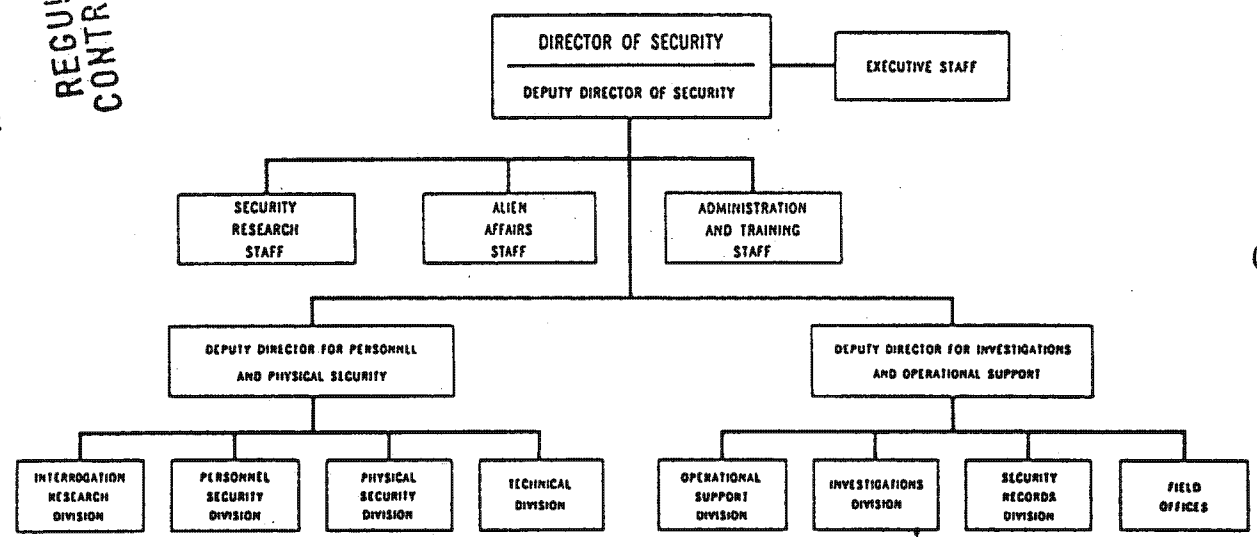 REGU
CONTR
DIRECTOR OF SECURITY
DEPUTY DIRECTOR OF SECURITY
EXECUTIVE STAFF
SECURITY
RESEARCH
STAFF
ALIEN
AFFAIRS
STAFF
ADMINISTRATION
AND TRAINING
STAFF
DEPUTY DIRECTOR FOR PERSONNEL
AND PHYSICAL SECURITY
DEPUTY DIRECTOR FOR INVESTIGATIONS
AND OPERATIONAL SUPPORT
INTERROGATION
RESEARCH
DIVISION
PERSONNEL
SECURITY
DIVISION
PHYSICAL
SECURITY
DIVISION
TECHNICAL
DIVISION
OPERATIONAL
SUPPORT
DIVISION
INVESTIGATIONS
DIVISION
SECURITY
RECORDS
DIVISION
FIELD
OFFICES